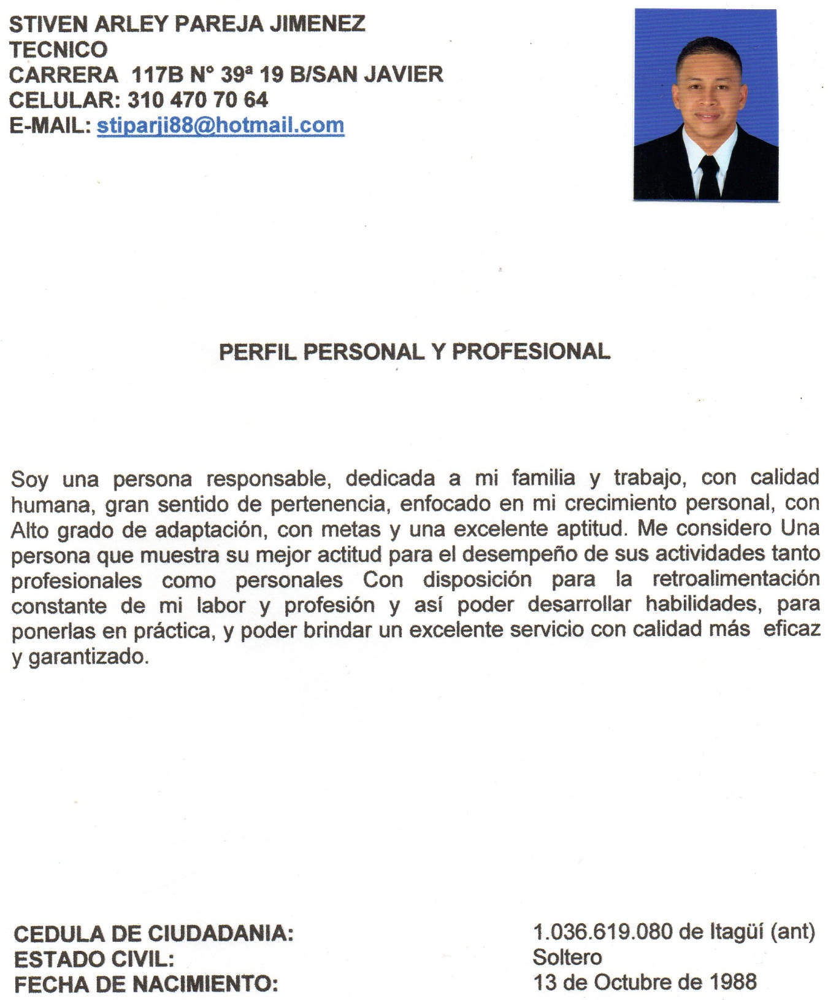 STIVEN ARLEY PAREJA JIMENEZ
TECNICO
CARRERA  117B N° 39ª 19 B/SAN JAVIER
CELULAR: 310 470 70 64
E-MAIL: stiparji88@hotmail.com
PERFIL PERSONAL Y PROFESIONAL
Soy una persona responsable, dedicada a mi familia y trabajo, con calidad
humana, gran sentido de pertenencia, enfocado en mi crecimiento personal, con
Alto grado de adaptación, con metas y una excelente aptitud. Me considero Una
persona que muestra su mejor actitud para el desempeño de sus actividades tanto
profesionales como personales Con disposición para la retroalimentación
constante de mi labor y profesión y así poder desarrollar habilidades, para
ponerlas en práctica, y poder brindar un excelente servicio con calidad más  eficaz
y garantizado.
CEDULA DE CIUDADANIA: 1.036.619.080 de Itagüí (ant)
ESTADO CIVIL: Soltero
FECHA DE NACIMIENTO: 13 de Octubre de 1988